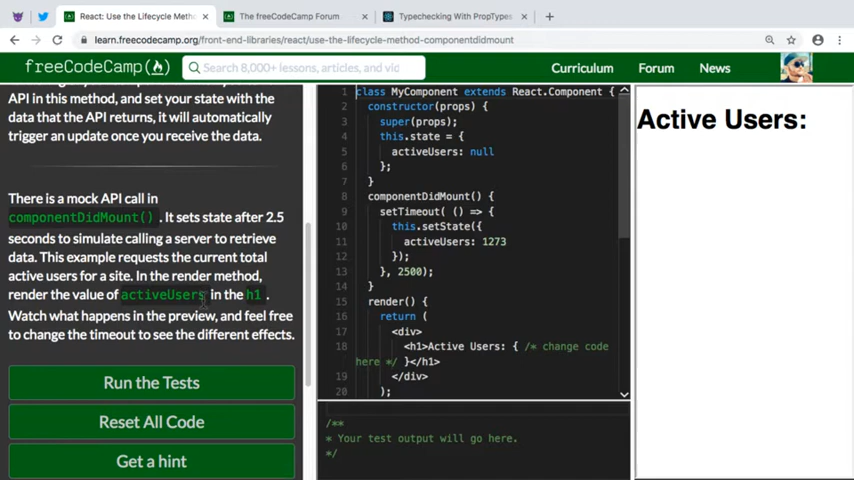 React: Use the Lifecycle Metho
The freeCodeCamp Forum
Typechecking With PropTypes
learn.freecodecamp.org/front-end-libraries/react/use-the-lifecycle-method-componentdidmount
freeCodeCamp
Search 8,000+ lessons, articles, and vid
Curriculum
Forum
News
API in this method, and set your state with the
data that the API returns, it will automatically
trigger an update once you receive the data.
There is a mock API call in
componentDidMount() . It sets state after 2.5
seconds to simulate calling a server to retrieve
data. This example requests the current total
active users for a site. In the render method,
render the value of activeUsers in the h1 .
Watch what happens in the preview, and feel free
to change the timeout to see the different effects.
Run the Tests
Reset All Code
Get a hint
1 class MyComponent extends React.Component {
2 constructor(props) {
3 super(props);
4 this.state = {
5 activeUsers: null
6 };
7 }
8 componentDidMount() {
9 setTimeout( () => {
10 this.setState({
11 activeUsers: 1273
12 });
13 }, 2500);
14 }
15 render() {
16 return (
17 <div>
18 <h1>Active Users: { /* change code
here */ }</h1>
19 </div>
20 );
/**
* Your test output will go here.
*/
Active Users: